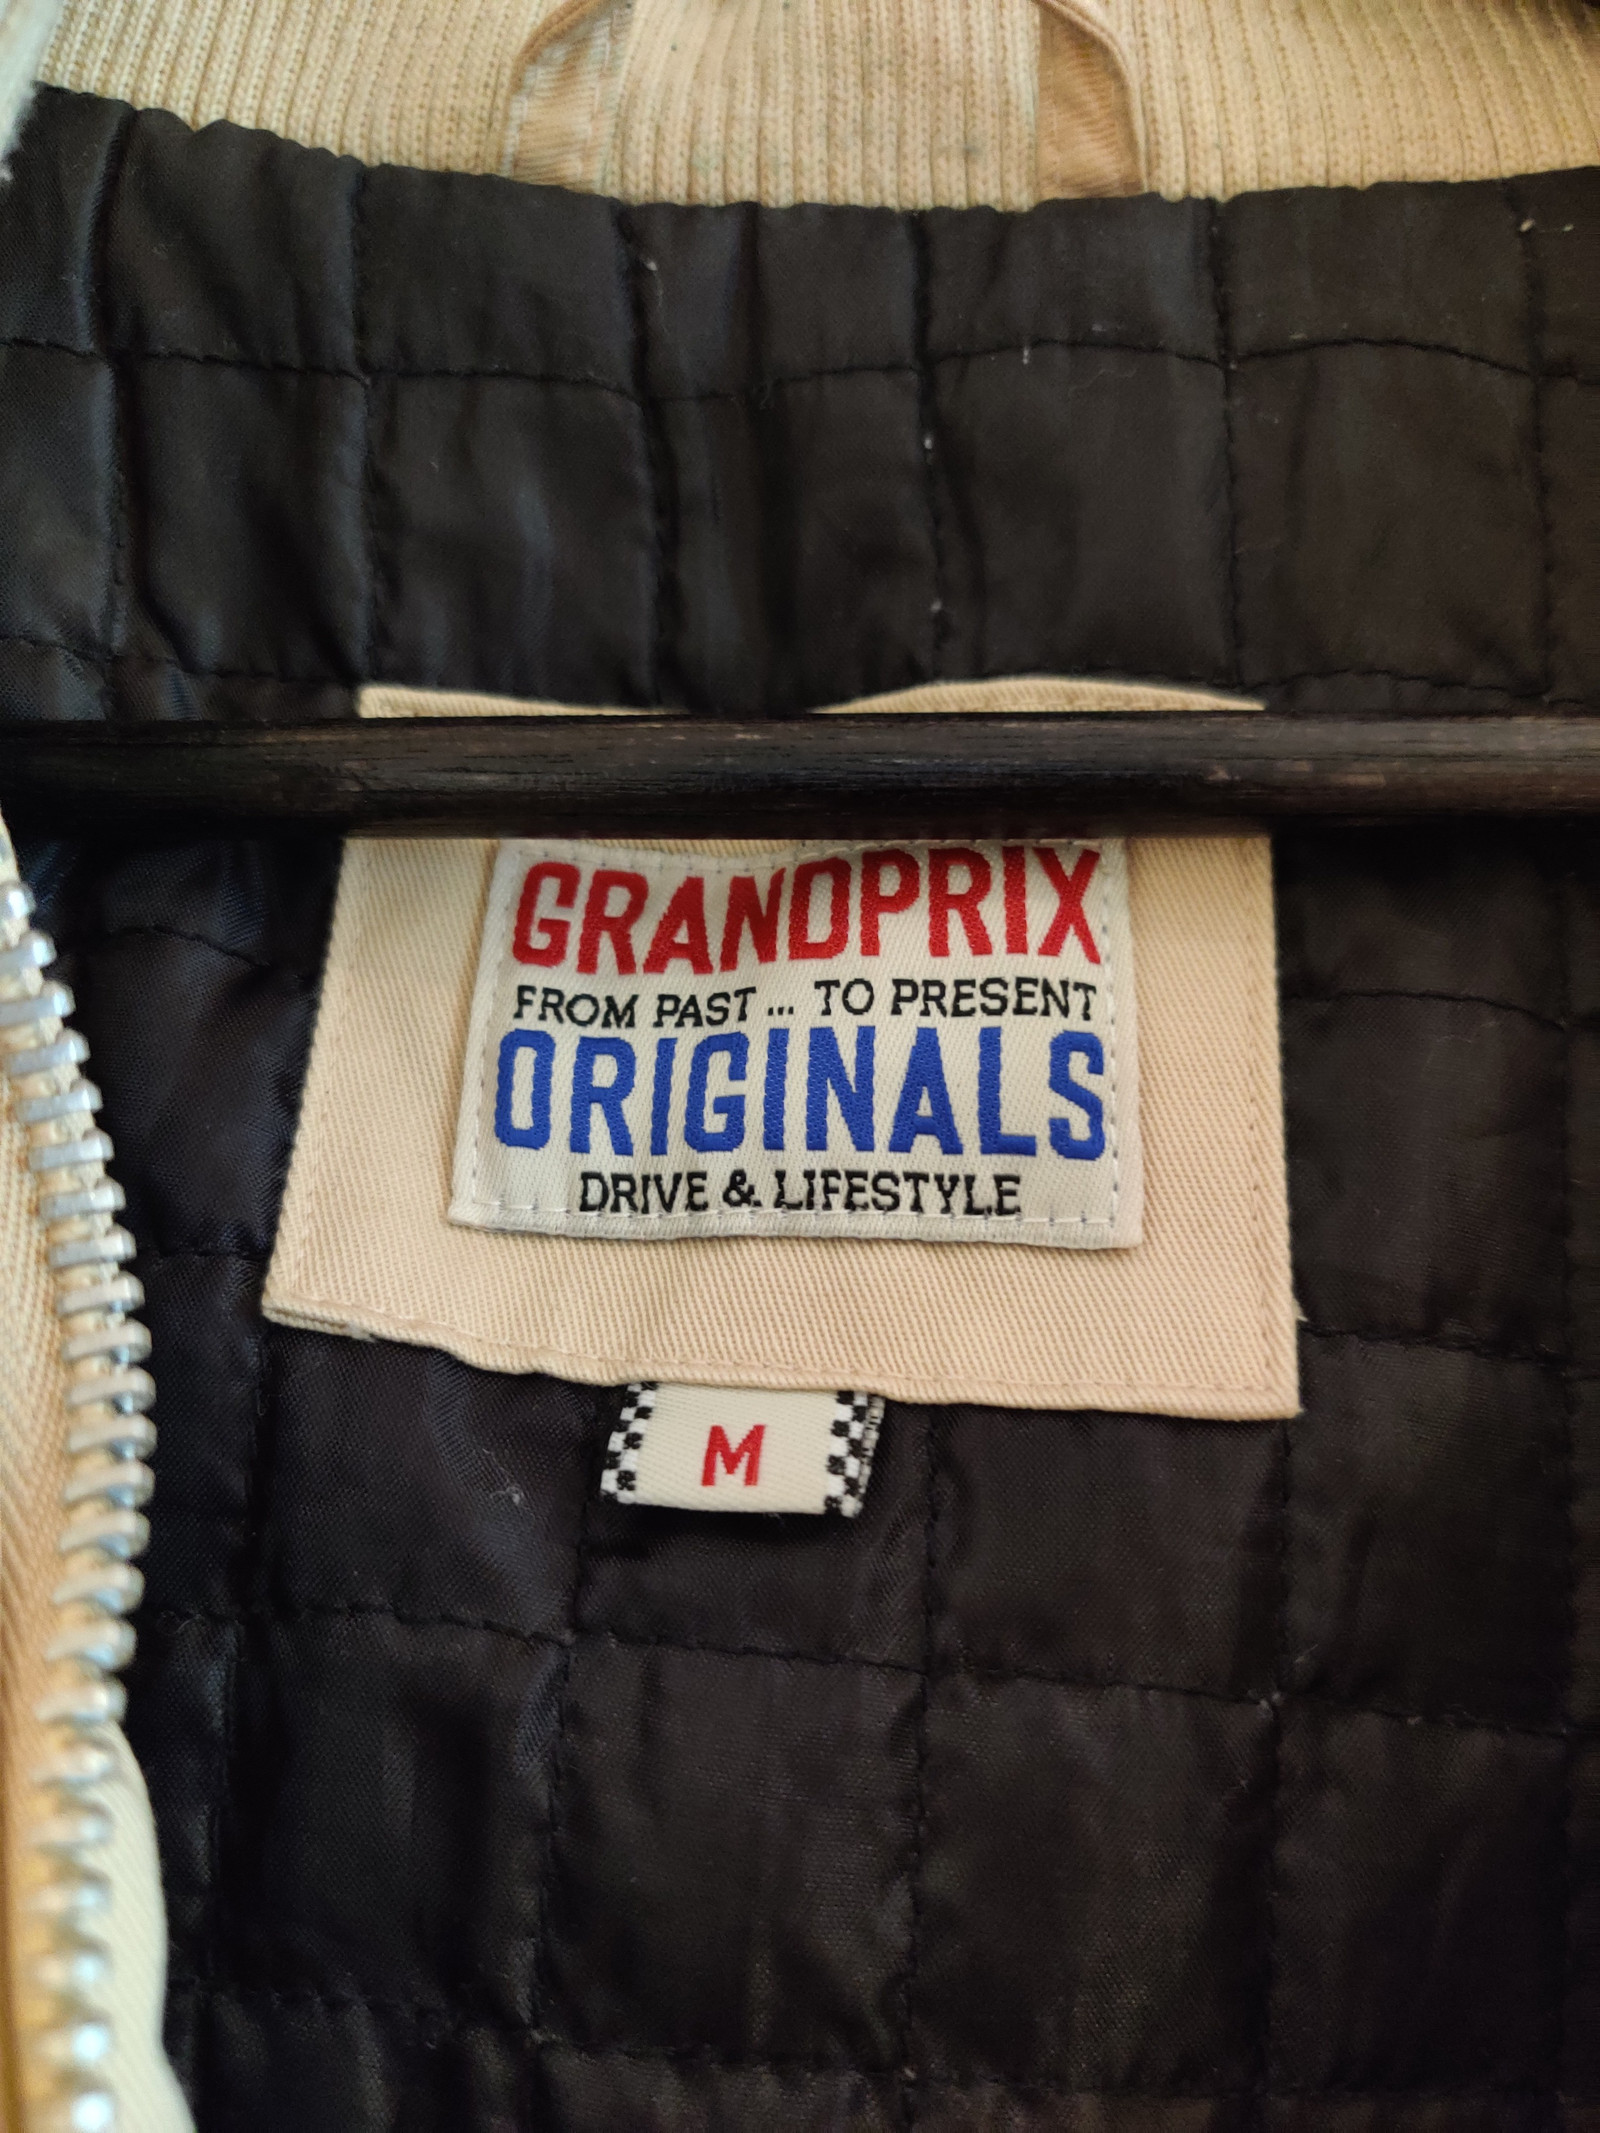 GRANDPRIX
FROM PAST ... TO PRESENT
ORIGINALS
DRIVE & LIFESTYLE
M